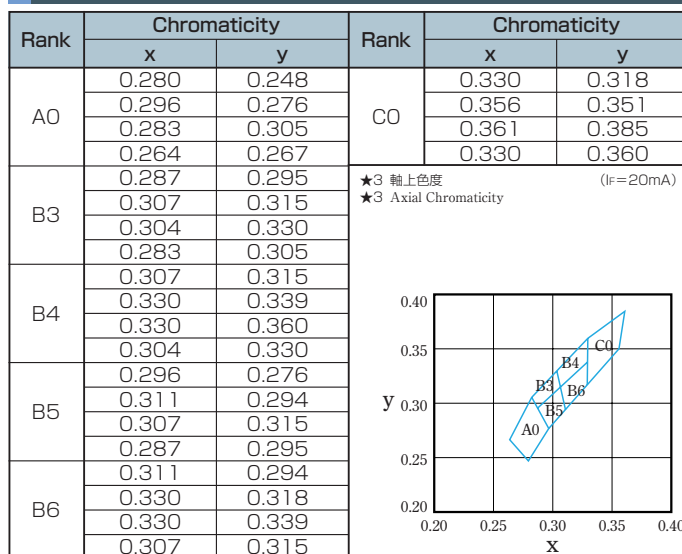 Rank Chromaticity
x y
A0 0.280 0.248
0.296 0.276
0.283 0.305
0.264 0.267
B3 0.287 0.295
0.307 0.315
0.304 0.330
0.283 0.305
B4 0.307 0.315
0.330 0.339
0.330 0.360
0.304 0.330
B5 0.296 0.276
0.311 0.294
0.307 0.315
0.287 0.295
B6 0.311 0.294
0.330 0.318
0.330 0.339
0.307 0.315
Rank Chromaticity
x y
C0 0.330 0.318
0.356 0.351
0.361 0.385
0.330 0.360
★3 軸上色度 (IF=20mA)
★3 Axial Chromaticity
0.40
0.35
y 0.30
0.25
0.20
C0
B4
B3 B6
B5
A0
0.20 0.25 0.30 0.35 0.40
x